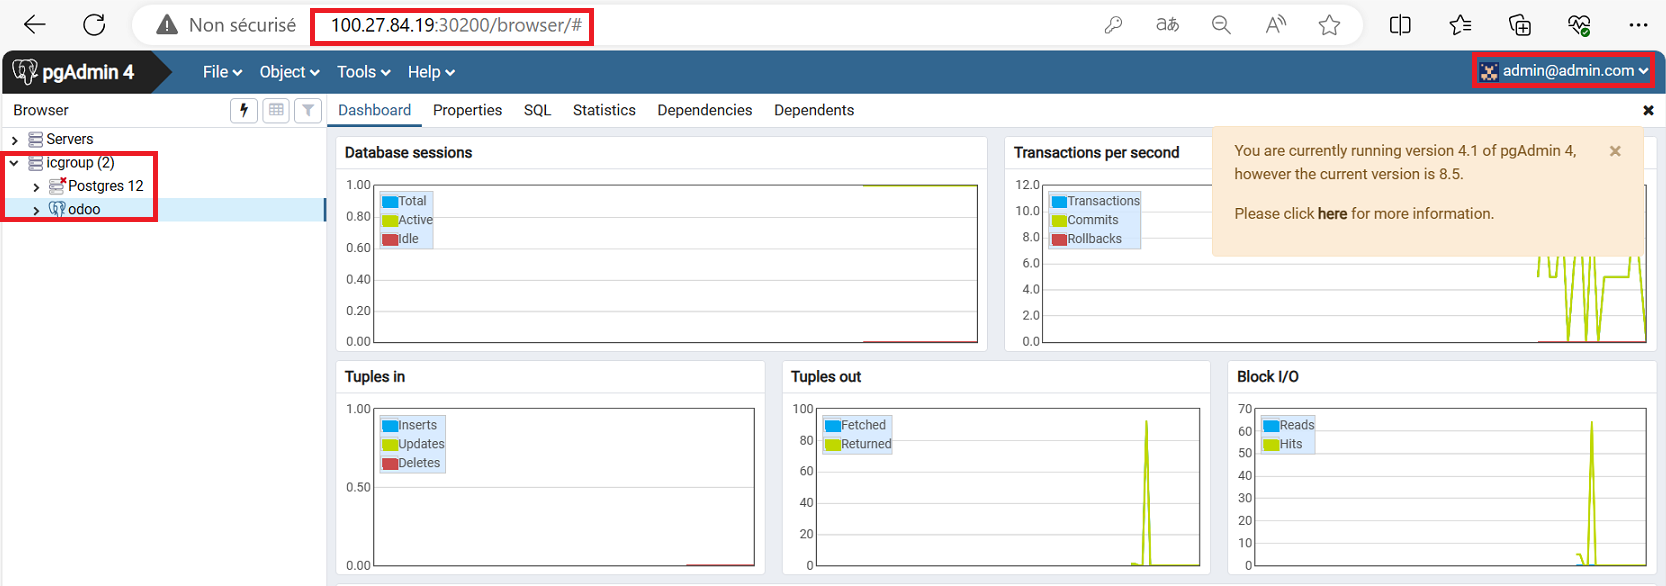 Non sécurisé 100.27.84.19:30200/browser/#
pgAdmin 4 File Object Tools Help admin@admin.com
Browser
Dashboard Properties SQL Statistics Dependencies Dependents
Servers
icgroup (2)
Postgres 12
odoo
Database sessions
1.00
0.80
0.60
0.40
0.20
0.00
Total
Active
Idle
Transactions per second
12.0
10.0
8.0
6.0
4.0
2.0
0.0
Transactions
Commits
Rollbacks
You are currently running version 4.1 of pgAdmin 4,
however the current version is 8.5.
Please click here for more information.
Tuples in
1.00
0.50
0.00
Inserts
Updates
Deletes
Tuples out
100
80
60
40
20
0
Fetched
Returned
Block I/O
70
60
50
40
30
20
10
0
Reads
Hits